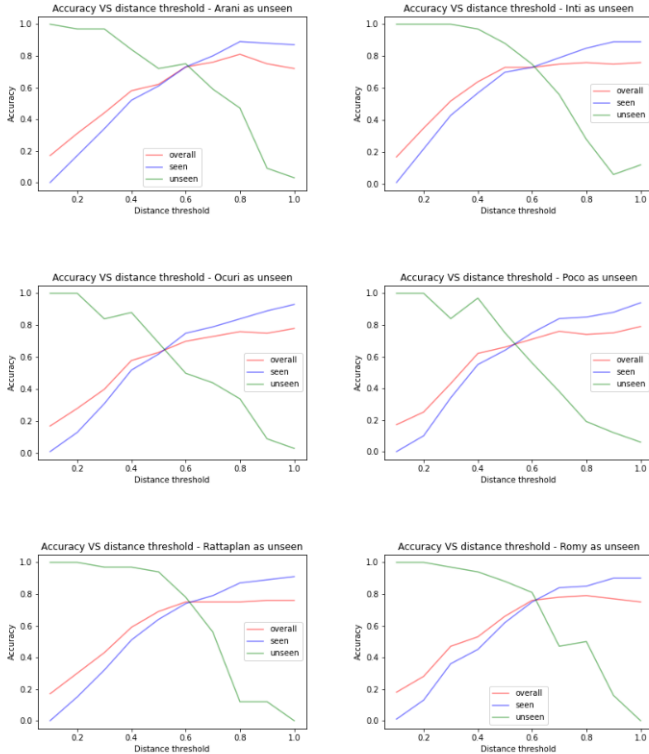 Accuracy VS distance threshold - Arani as unseen
1.0
0.8
0.6
0.4
0.2
0.0
Accuracy
overall
seen
unseen
0.2 0.4 0.6 0.8 1.0
Distance threshold
Accuracy VS distance threshold - Inti as unseen
1.0
0.8
0.6
0.4
0.2
0.0
Accuracy
overall
seen
unseen
0.2 0.4 0.6 0.8 1.0
Distance threshold
Accuracy VS distance threshold - Ocuri as unseen
1.0
0.8
0.6
0.4
0.2
0.0
Accuracy
overall
seen
unseen
0.2 0.4 0.6 0.8 1.0
Distance threshold
Accuracy VS distance threshold - Poco as unseen
1.0
0.8
0.6
0.4
0.2
0.0
Accuracy
overall
seen
unseen
0.2 0.4 0.6 0.8 1.0
Distance threshold
Accuracy VS distance threshold - Rattaplan as unseen
1.0
0.8
0.6
0.4
0.2
0.0
Accuracy
overall
seen
unseen
0.2 0.4 0.6 0.8 1.0
Distance threshold
Accuracy VS distance threshold - Romy as unseen
1.0
0.8
0.6
0.4
0.2
0.0
Accuracy
overall
seen
unseen
0.2 0.4 0.6 0.8 1.0
Distance threshold